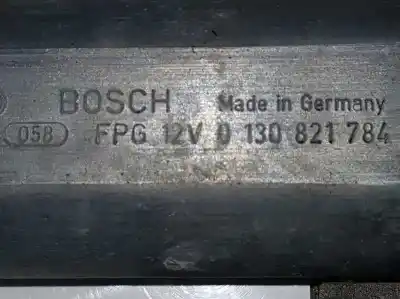 BOSCH Made in Germany
058 FPG 12V 0 130 821 784